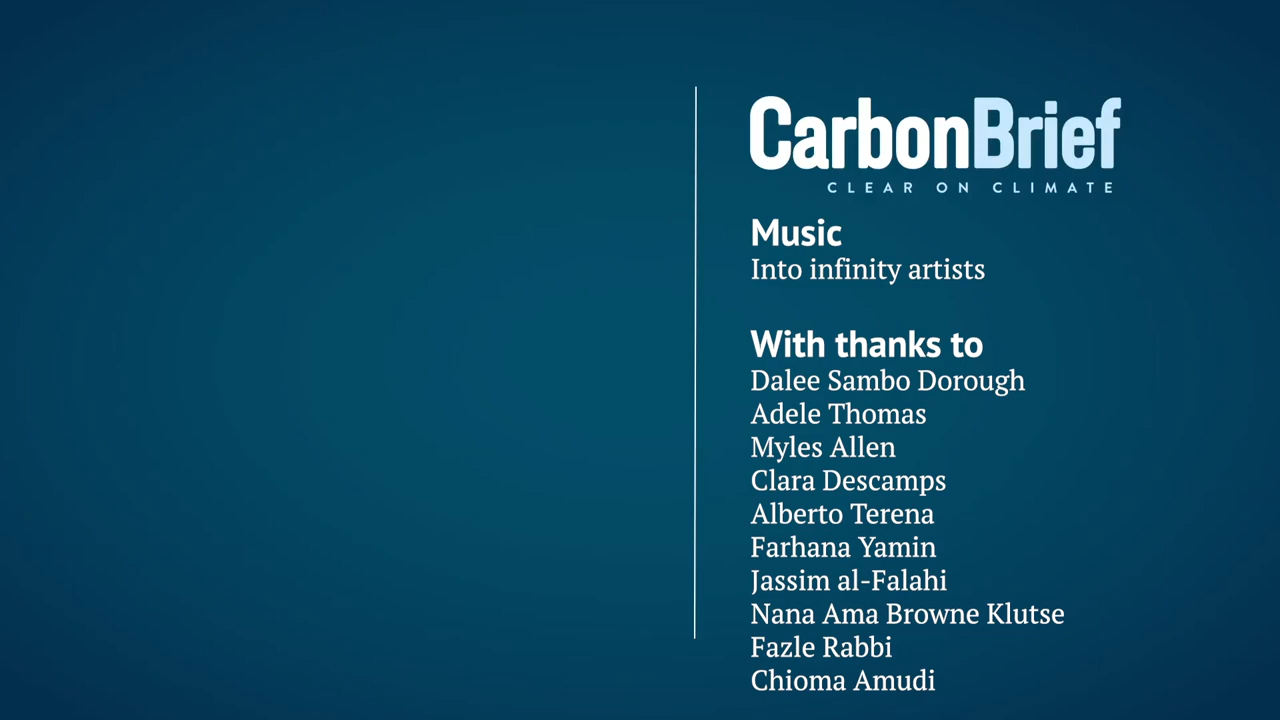 CarbonBrief
CLEAR ON CLIMATE
Music
Into infinity artists
With thanks to
Dalee Sambo Dorough
Adele Thomas
Myles Allen
Clara Descamps
Alberto Terena
Farhana Yamin
Jassim al-Falahi
Nana Ama Browne Klutse
Fazle Rabbi
Chioma Amudi